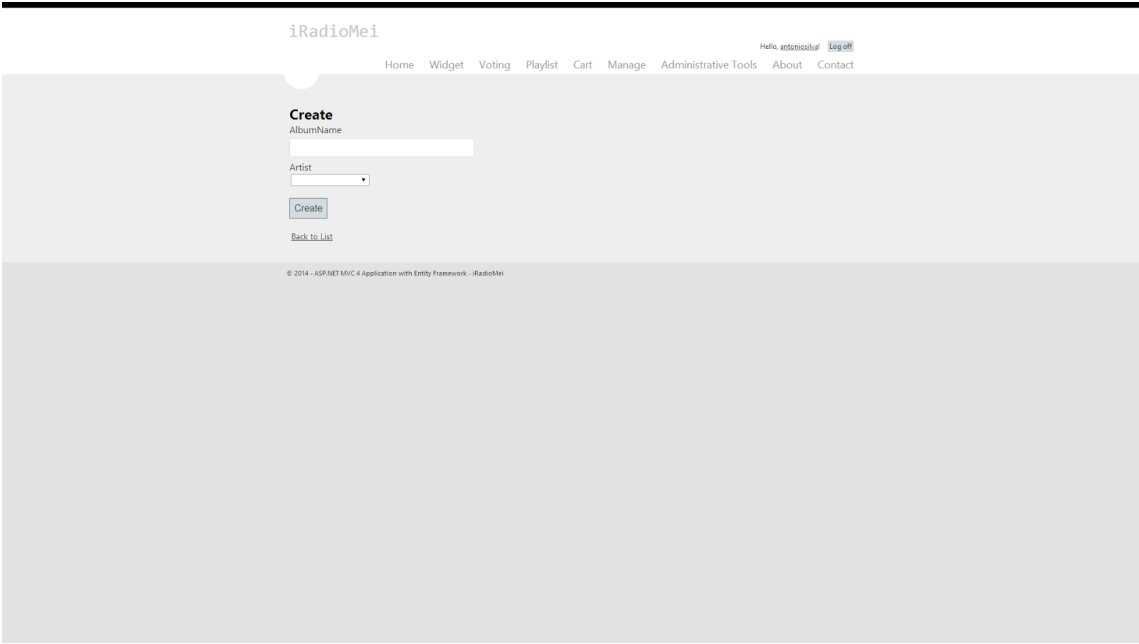 iRadioMei
Hello, antoniosilva! Log off
Home Widget Voting Playlist Cart Manage Administrative Tools About Contact
Create
AlbumName
Artist
Create
Back to List
© 2014 - ASP.NET MVC 4 Application with Entity Framework - iRadioMei